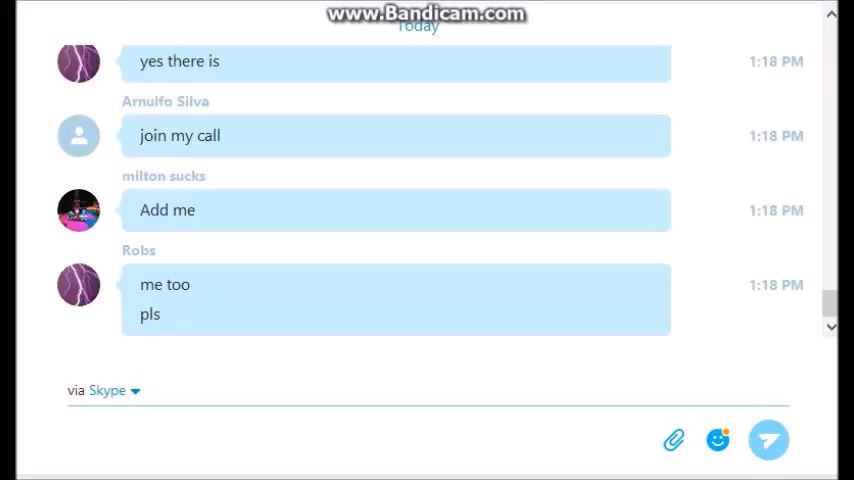 www.Bandicam.com
Today
yes there is
1:18 PM
Arnulfo Silva
join my call
1:18 PM
milton sucks
Add me
1:18 PM
Robs
me too
1:18 PM
pls
via Skype